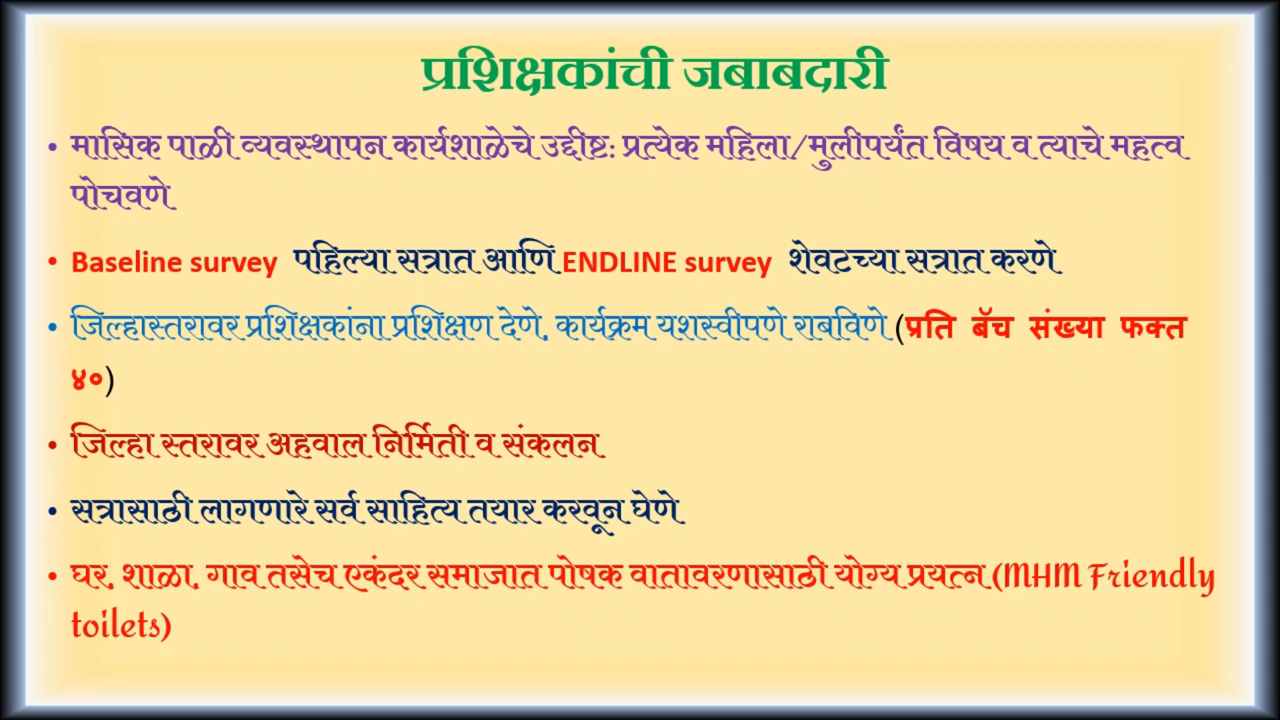 प्रशिक्षकांची जबाबदारी
• मासिक पाळी व्यवस्थापन कार्यशाळेचे उद्दीष्ट: प्रत्येक महिला/मुलीपर्यंत विषय व त्याचे महत्व
पोचवणे
• Baseline survey पहिल्या सत्रात आणि ENDLINE survey शेवटच्या सत्रात करणे
• जिल्हास्तरावर प्रशिक्षकांना प्रशिक्षण देणे, कार्यक्रम यशस्वीपणे राबविणे (प्रति बॅच संख्या फक्त
४०)
• जिल्हा स्तरावर अहवाल निर्मिती व संकलन
• सत्रासाठी लागणारे सर्व साहित्य तयार करवून घेणे
• घर, शाळा, गाव तसेच एकंदर समाजात पोषक वातावरणासाठी योग्य प्रयत्न (MHM Friendly
toilets)